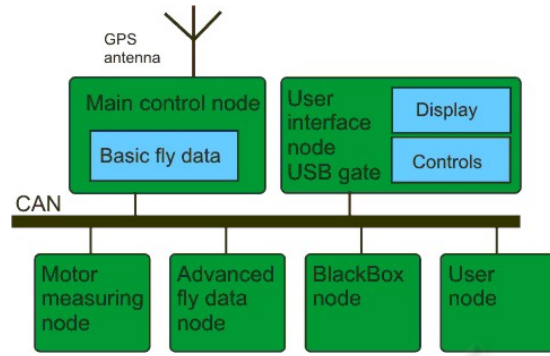 GPS
antenna
Main control node
Basic fly data
User
interface
node
USB gate
Display
Controls
CAN
Motor
measuring
node
Advanced
fly data
node
BlackBox
node
User
node